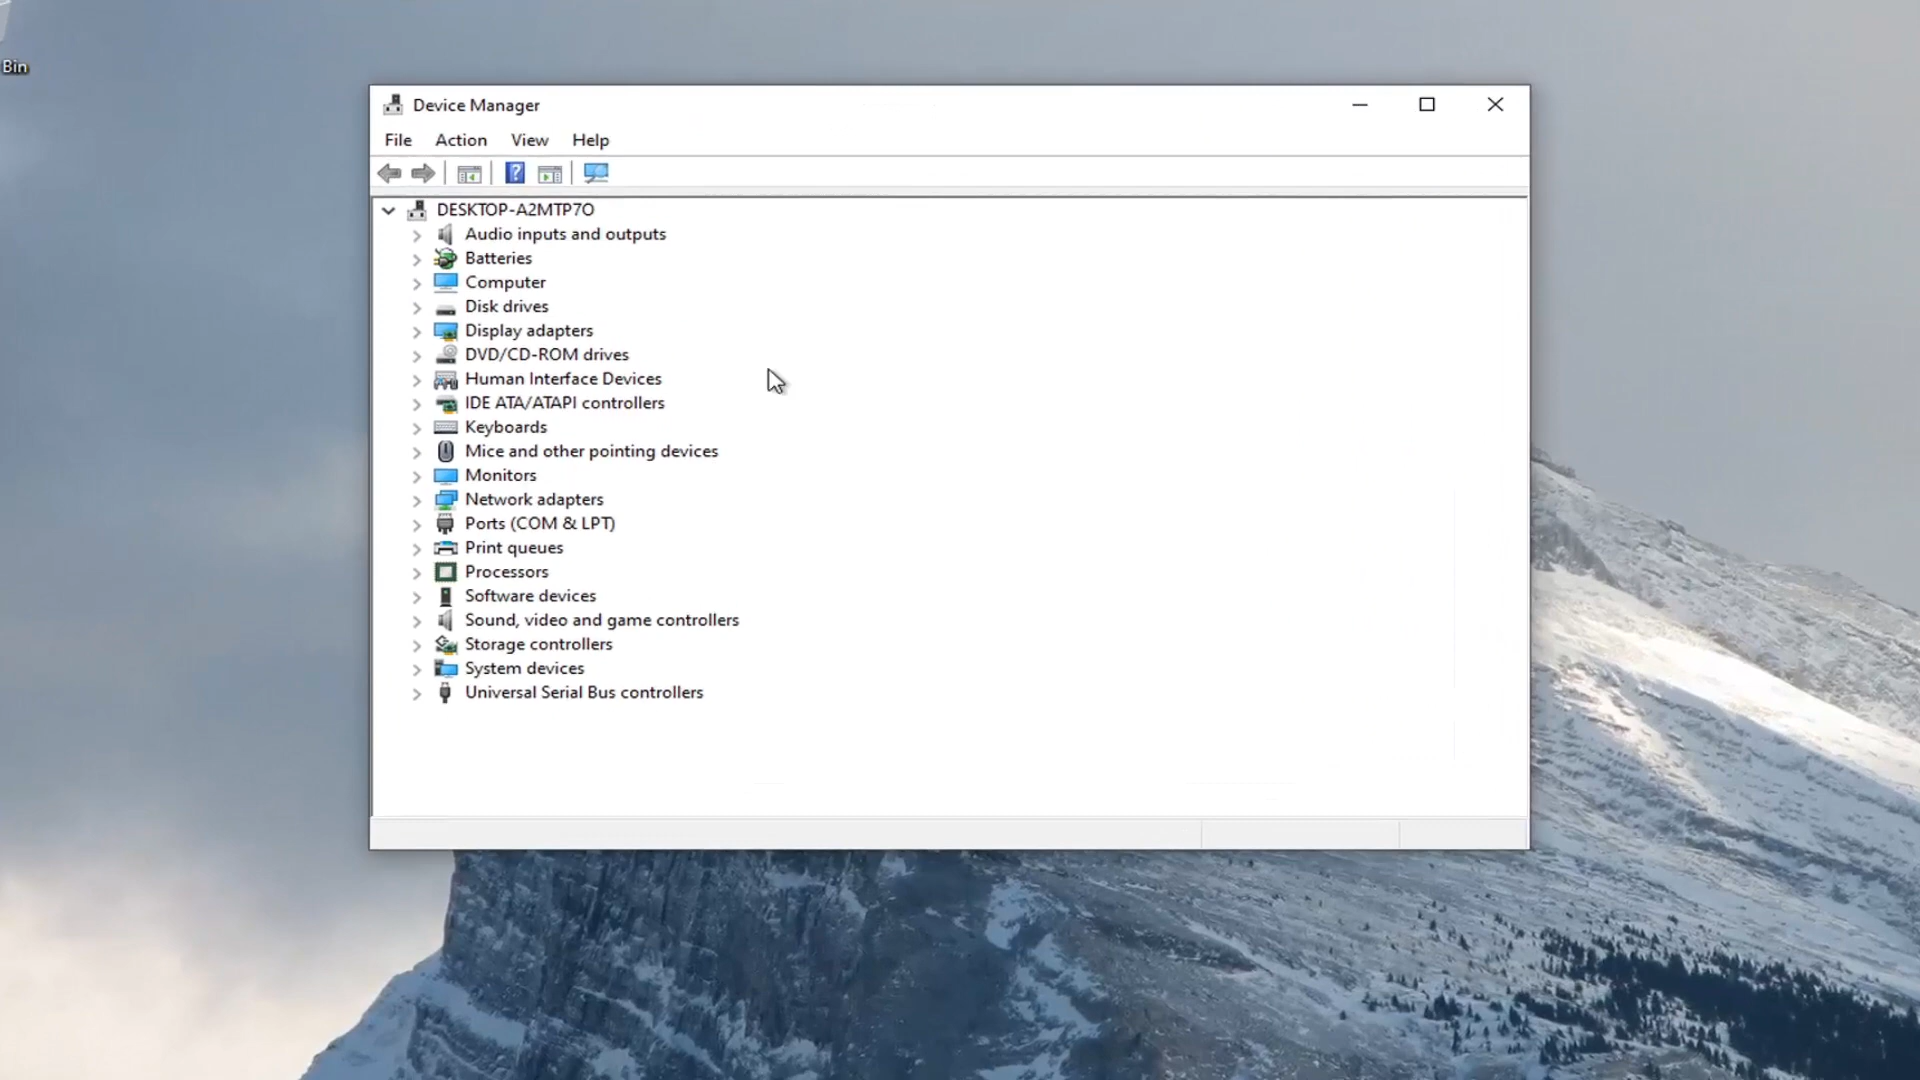 Bin
Device Manager
File Action View Help
DESKTOP-A2MTP7O
Audio inputs and outputs
Batteries
Computer
Disk drives
Display adapters
DVD/CD-ROM drives
Human Interface Devices
IDE ATA/ATAPI controllers
Keyboards
Mice and other pointing devices
Monitors
Network adapters
Ports (COM & LPT)
Print queues
Processors
Software devices
Sound, video and game controllers
Storage controllers
System devices
Universal Serial Bus controllers